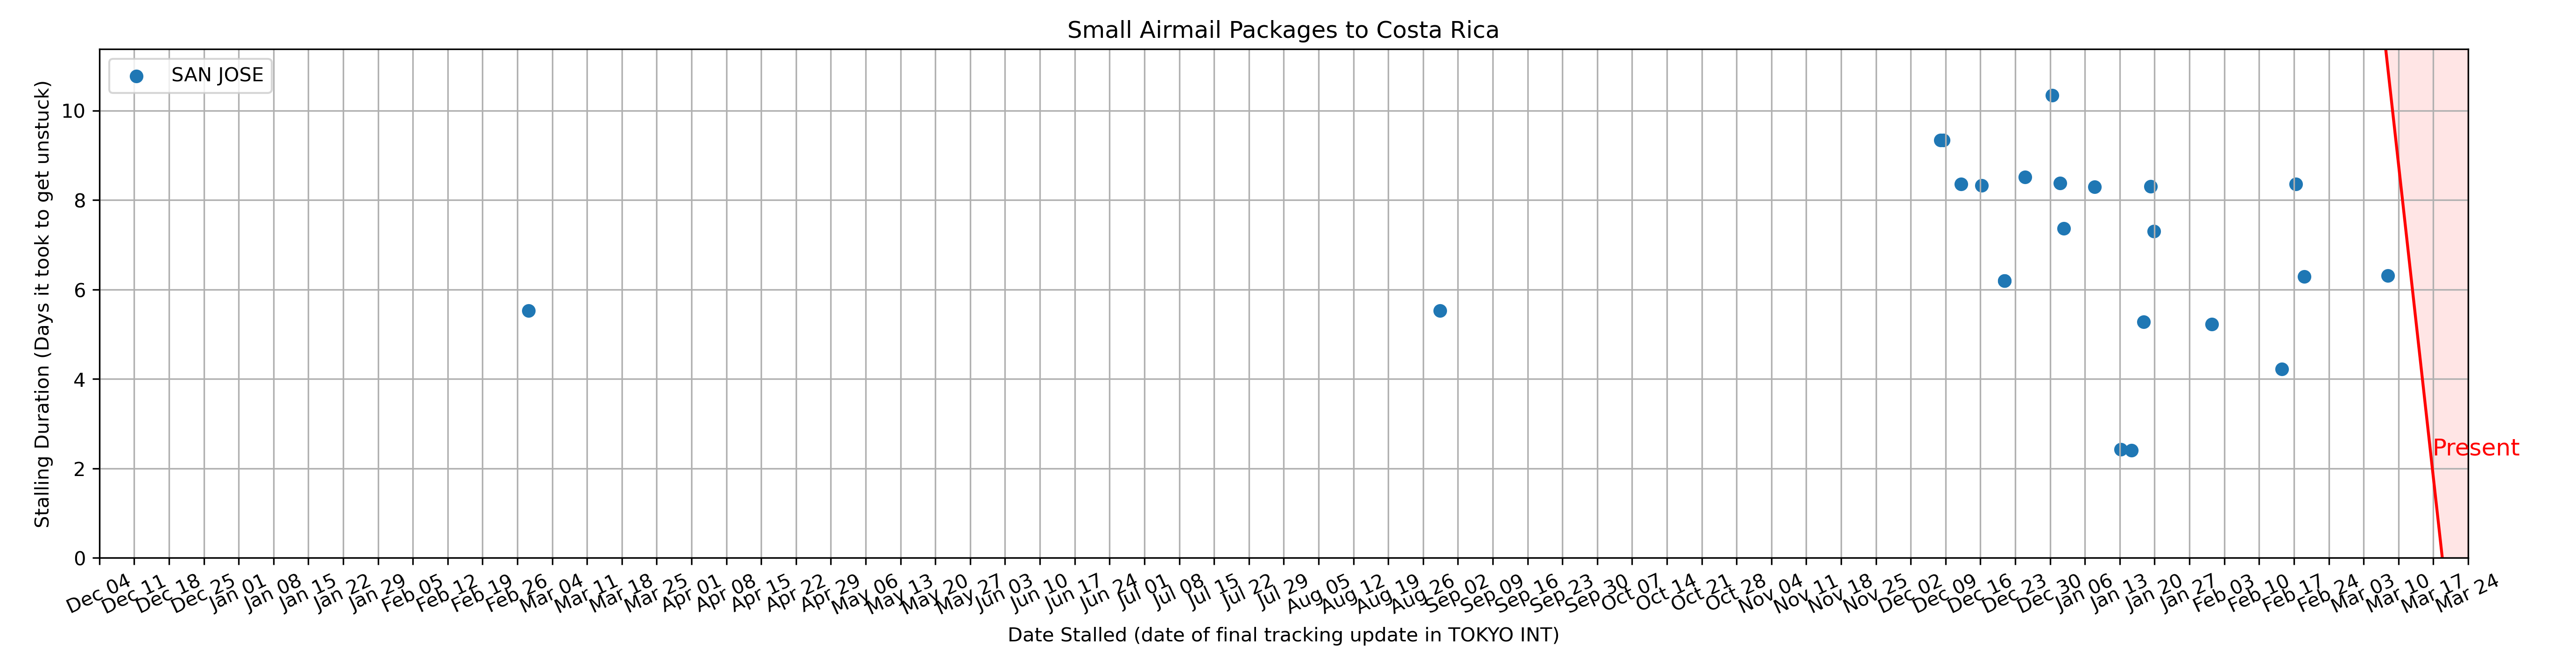 Small Airmail Packages to Costa Rica
SAN JOSE
Stalling Duration (Days it took to get unstuck)
10
8
6
4
2
0
Present
Dec 04
Dec 11
Dec 18
Dec 25
Jan 01
Jan 08
Jan 15
Jan 22
Jan 29
Feb 05
Feb 12
Feb 19
Feb 26
Mar 04
Mar 11
Mar 18
Mar 25
Apr 01
Apr 08
Apr 15
Apr 22
Apr 29
May 06
May 13
May 20
May 27
Jun 03
Jun 10
Jun 17
Jun 24
Jul 01
Jul 08
Jul 15
Jul 22
Jul 29
Aug 05
Aug 12
Aug 19
Aug 26
Sep 02
Sep 09
Sep 16
Sep 23
Sep 30
Oct 07
Oct 14
Oct 21
Oct 28
Nov 04
Nov 11
Nov 18
Nov 25
Dec 02
Dec 09
Dec 16
Dec 23
Dec 30
Jan 06
Jan 13
Jan 20
Jan 27
Feb 03
Feb 10
Feb 17
Feb 24
Mar 03
Mar 10
Mar 17
Mar 24
Date Stalled (date of final tracking update in TOKYO INT)